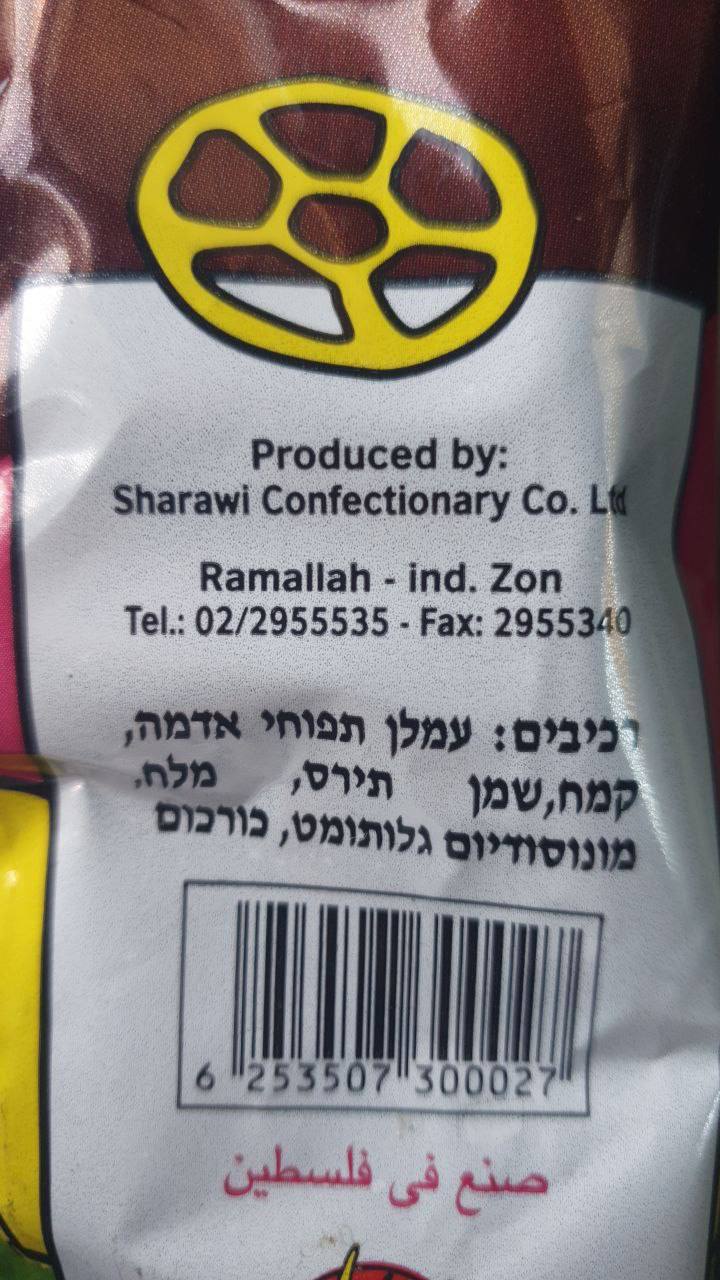 Produced by:
Sharawi Confectionary Co. Ltd
Ramallah - ind. Zon
Tel.: 02/2955535 - Fax: 2955340
רכיבים: עמלן תפוחי אדמה,
קמח,שמן תירס, מלח.
מונוסודיום גלותומט, כורכום
6 253507 300027
صنع في فلسطين